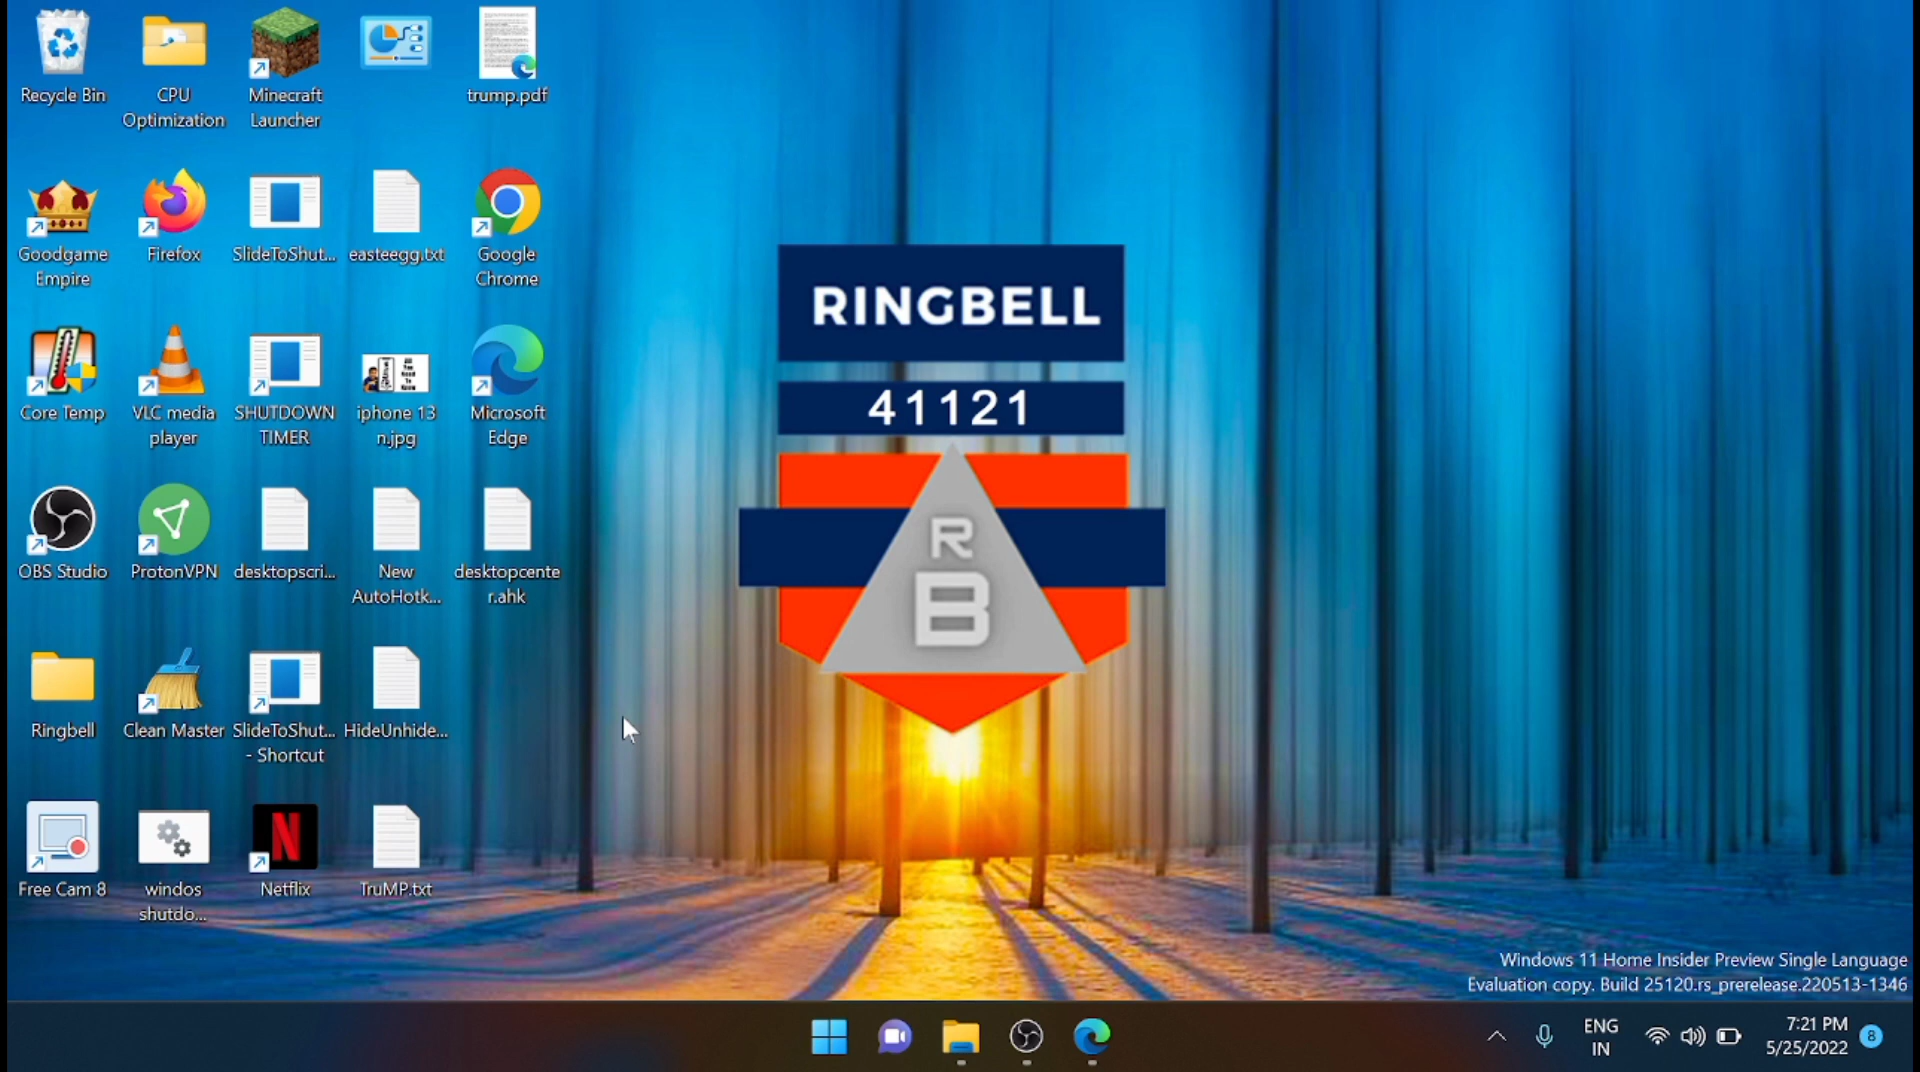 Recycle Bin
CPU
Optimization
Minecraft
Launcher
trump.pdf
Goodgame
Empire
Firefox
SlideToShut...
easteegg.txt
Google
Chrome
Core Temp
VLC media
player
SHUTDOWN
TIMER
iphone 13
n.jpg
Microsoft
Edge
OBS Studio
ProtonVPN
desktopscri...
New
AutoHotk...
desktopcente
r.ahk
Ringbell
Clean Master
SlideToShut...
- Shortcut
HideUnhide...
Free Cam 8
windos
shutdo...
Netflix
TruMP.txt
RINGBELL
41121
R
B
Windows 11 Home Insider Preview Single Language
Evaluation copy. Build 25120.rs_prerelease.220513-1346
ENG
IN
7:21 PM
5/25/2022
8